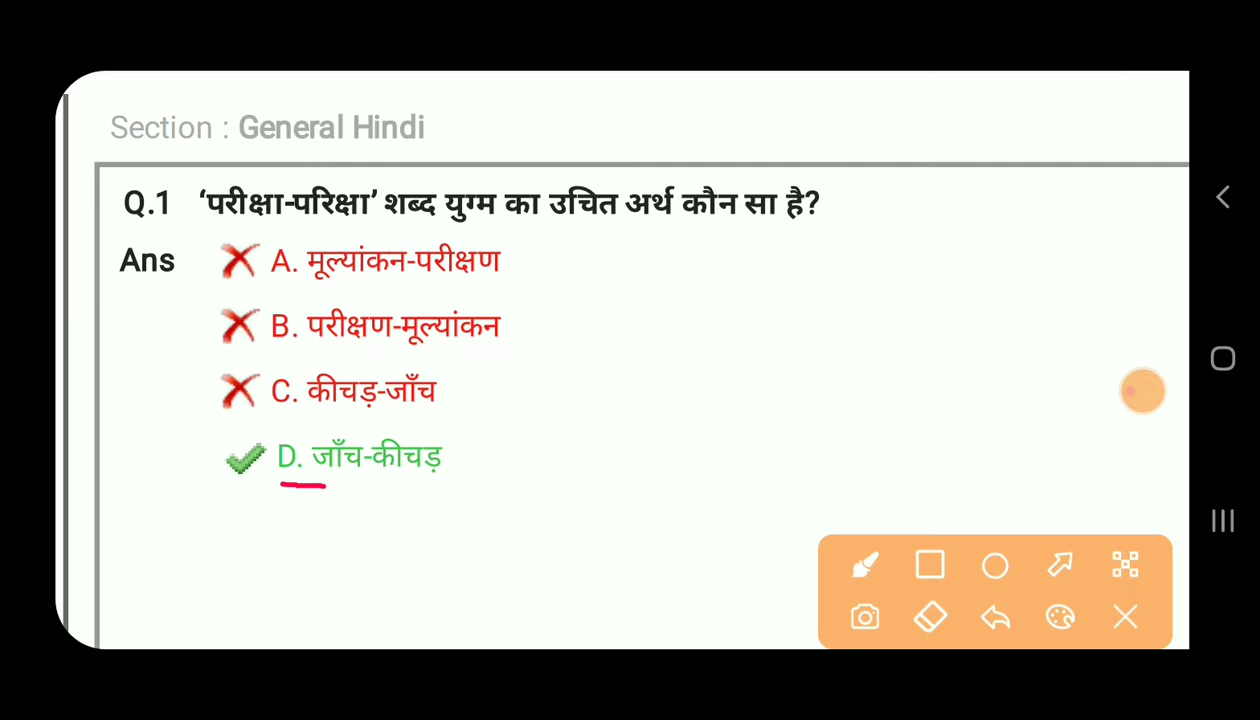 Section : General Hindi
Q.1 ‘परीक्षा-परिक्षा’ शब्द युग्म का उचित अर्थ कौन सा है?
Ans A. मूल्यांकन-परीक्षण
B. परीक्षण-मूल्यांकन
C. कीचड़-जाँच
D. जाँच-कीचड़